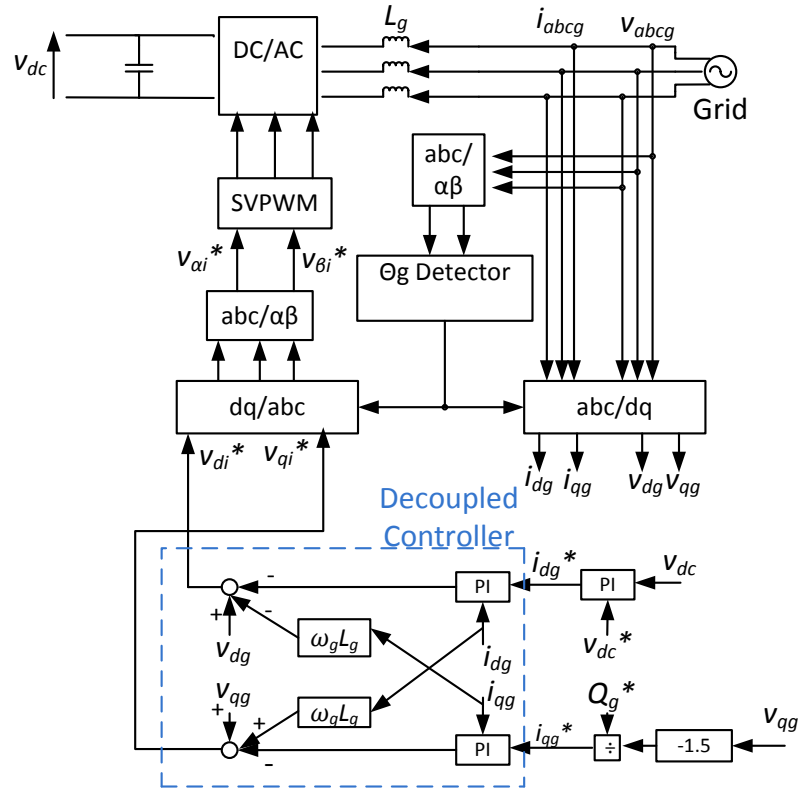 i_abcg v_abcg
L_g
DC/AC
v_dc
Grid
abc/
αβ
SVPWM
v_αi* v_βi*
Θg Detector
abc/αβ
dq/abc
abc/dq
v_di* v_qi*
i_dg i_qg v_dg v_qg
Decoupled
Controller
- PI i_dg* PI v_dc
+ -
v_dg ω_gL_g i_dg v_dc*
v_qg ω_gL_g i_qg Q_g*
+ +
- PI i_qg* ÷ -1.5 v_qg